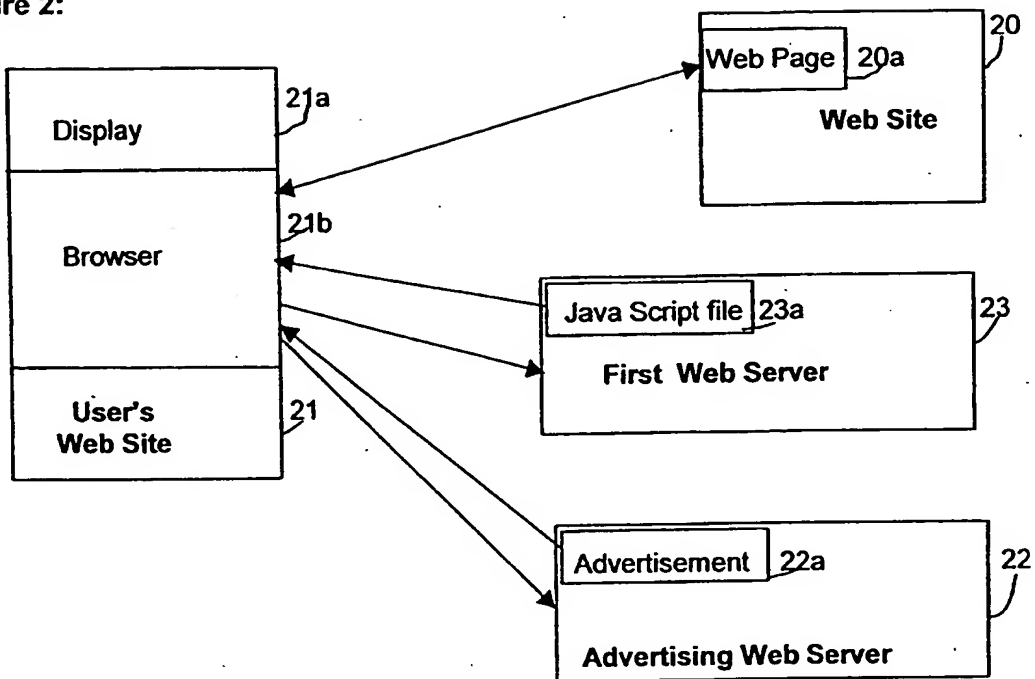 re 2:
20
Web Page 20a
Web Site
21a
Display
21b
Browser
Java Script file 23a
23
First Web Server
User's
Web Site
21
Advertisement 22a
22
Advertising Web Server